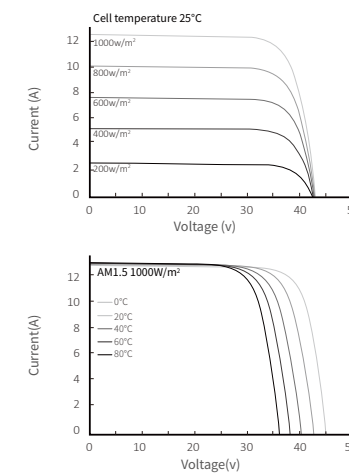 Cell temperature 25°C
12
1000w/m²
10
800w/m²
8
600w/m²
6
400w/m²
4
2
200w/m²
0
Current (A)
0 10 20 30 40 5
Voltage (v)
AM1.5 1000W/m²
12
10
8
6
4
2
0
0°C
20°C
40°C
60°C
80°C
Current(A)
0 10 20 30 40 5
Voltage(v)